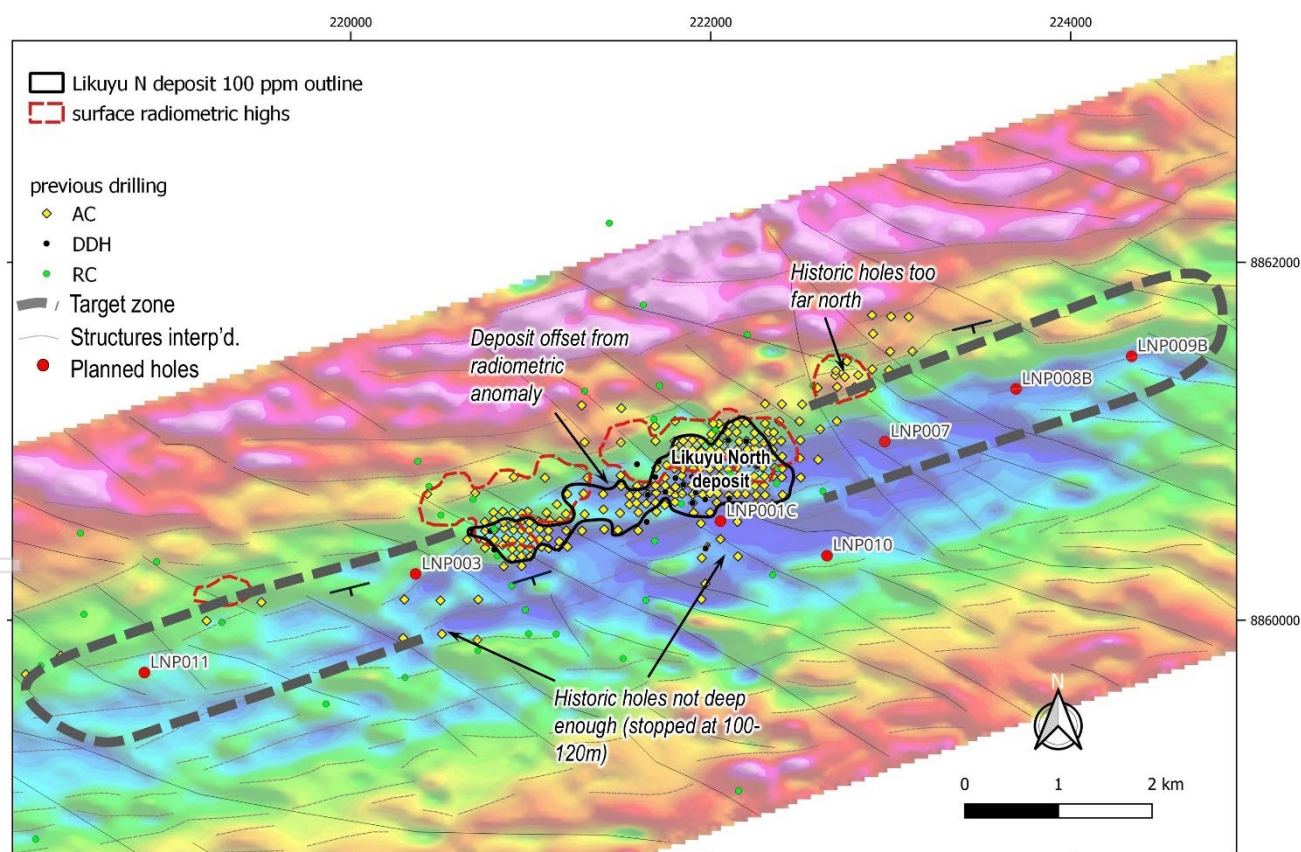 220000
222000
224000
Likuyu N deposit 100 ppm outline
surface radiometric highs
previous drilling
AC
DDH
RC
Target zone
Structures interp'd.
Planned holes
8862000
8862000
Historic holes too
far north
Deposit offset from
radiometric
anomaly
LNP009B
LNP008B
LNP007
Likuyu North
deposit
LNP001C
LNP010
LNP003
8860000
LNP011
Historic holes not deep
enough (stopped at 100-
120m)
N
0
1
2 km